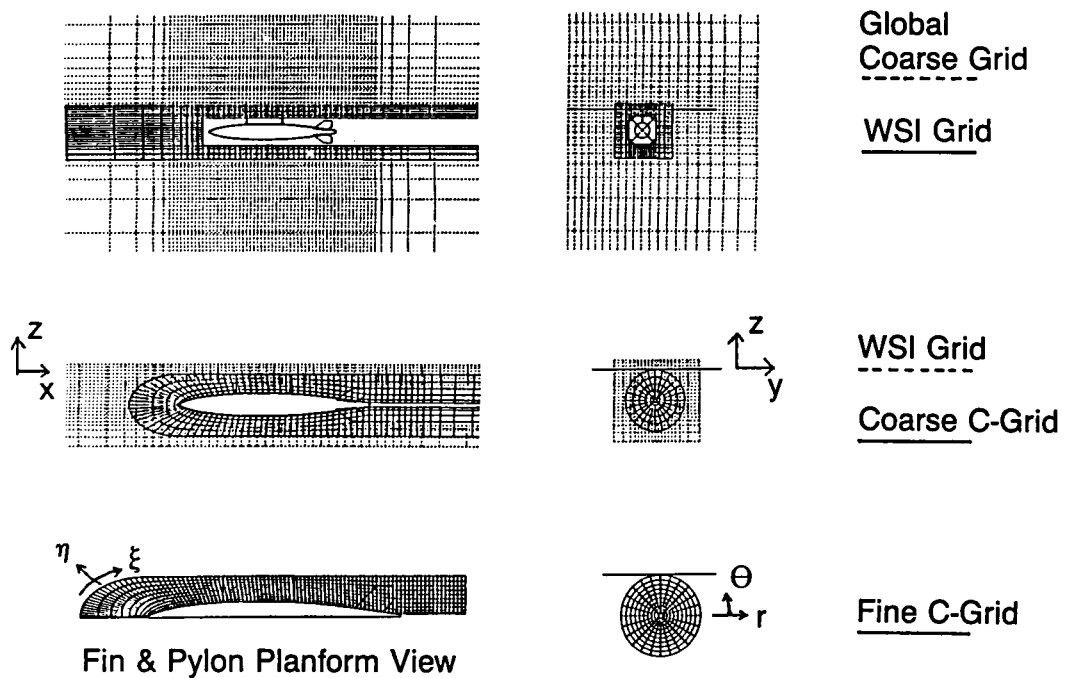 Global
Coarse Grid
WSI Grid
z
x
z
y
WSI Grid
Coarse C-Grid
η
ξ
Θ
r
Fine C-Grid
Fin & Pylon Planform View